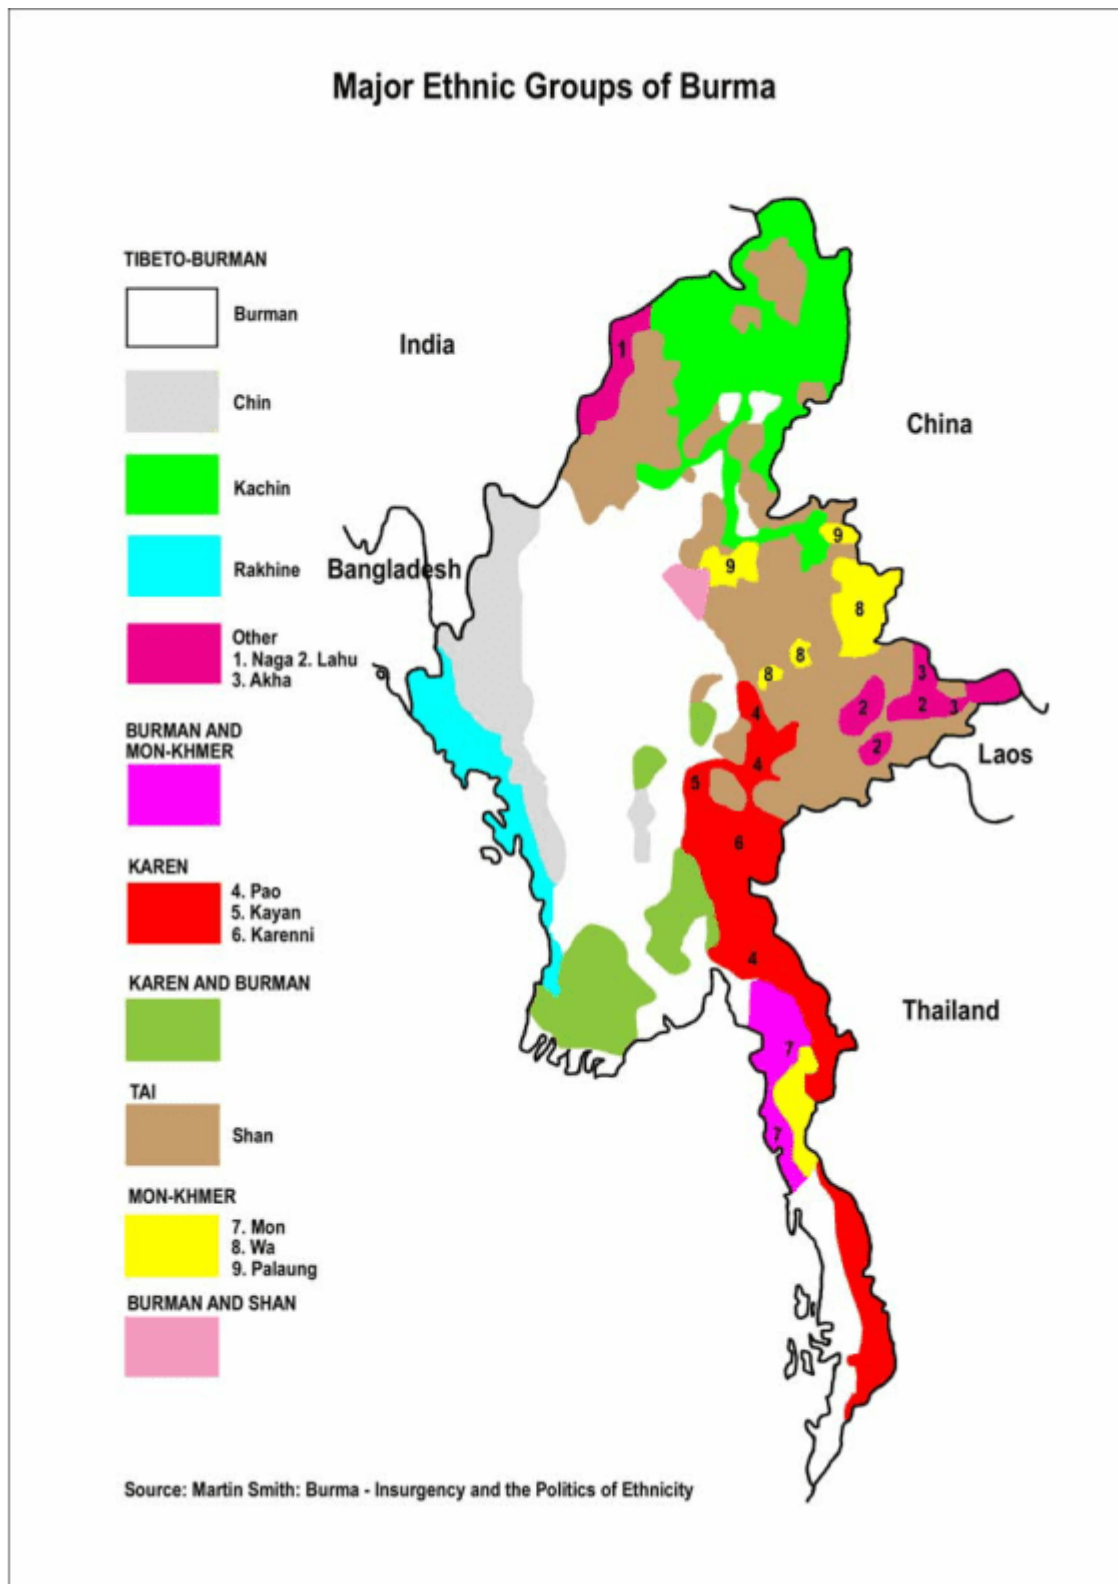 Major Ethnic Groups of Burma
TIBETO-BURMAN
Burman
Chin
Kachin
Rakhine
Other
1. Naga 2. Lahu
3. Akha
BURMAN AND
MON-KHMER
KAREN
4. Pao
5. Kayan
6. Karenni
KAREN AND BURMAN
TAI
Shan
MON-KHMER
7. Mon
8. Wa
9. Palaung
BURMAN AND SHAN
India
China
Bangladesh
Laos
Thailand
1
9
9
8
8
8
3
2
2
3
2
4
4
5
6
4
7
7
Source: Martin Smith: Burma - Insurgency and the Politics of Ethnicity